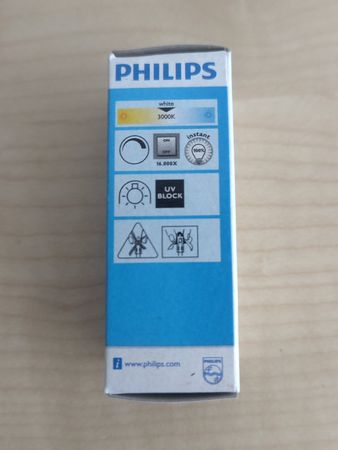 PHILIPS
white
3000K
ON
OFF
16.000X
instant
100%
UV
BLOCK
i www.philips.com
PHILIPS